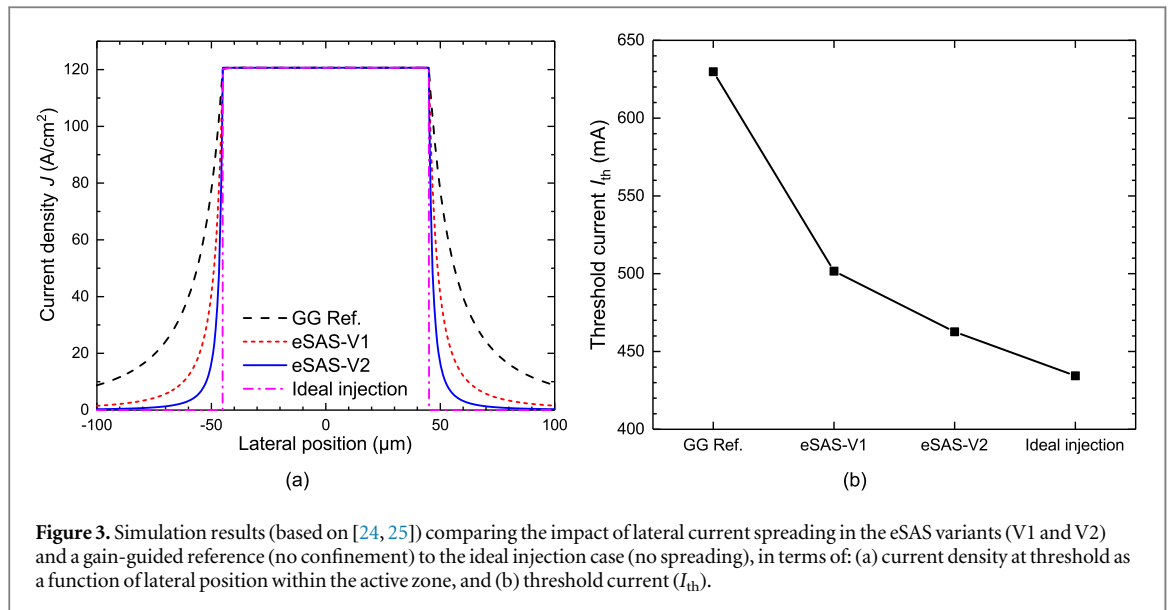 120
100
80
60
40
20
0
Current density J (A/cm²)
GG Ref.
eSAS-V1
eSAS-V2
Ideal injection
-100
-50
0
50
100
Lateral position (µm)
(a)
650
600
550
500
450
400
Threshold current Ith (mA)
GG Ref.
eSAS-V1
eSAS-V2
Ideal injection
(b)
Figure 3. Simulation results (based on [24, 25]) comparing the impact of lateral current spreading in the eSAS variants (V1 and V2)
and a gain-guided reference (no confinement) to the ideal injection case (no spreading), in terms of: (a) current density at threshold as
a function of lateral position within the active zone, and (b) threshold current (Ith).